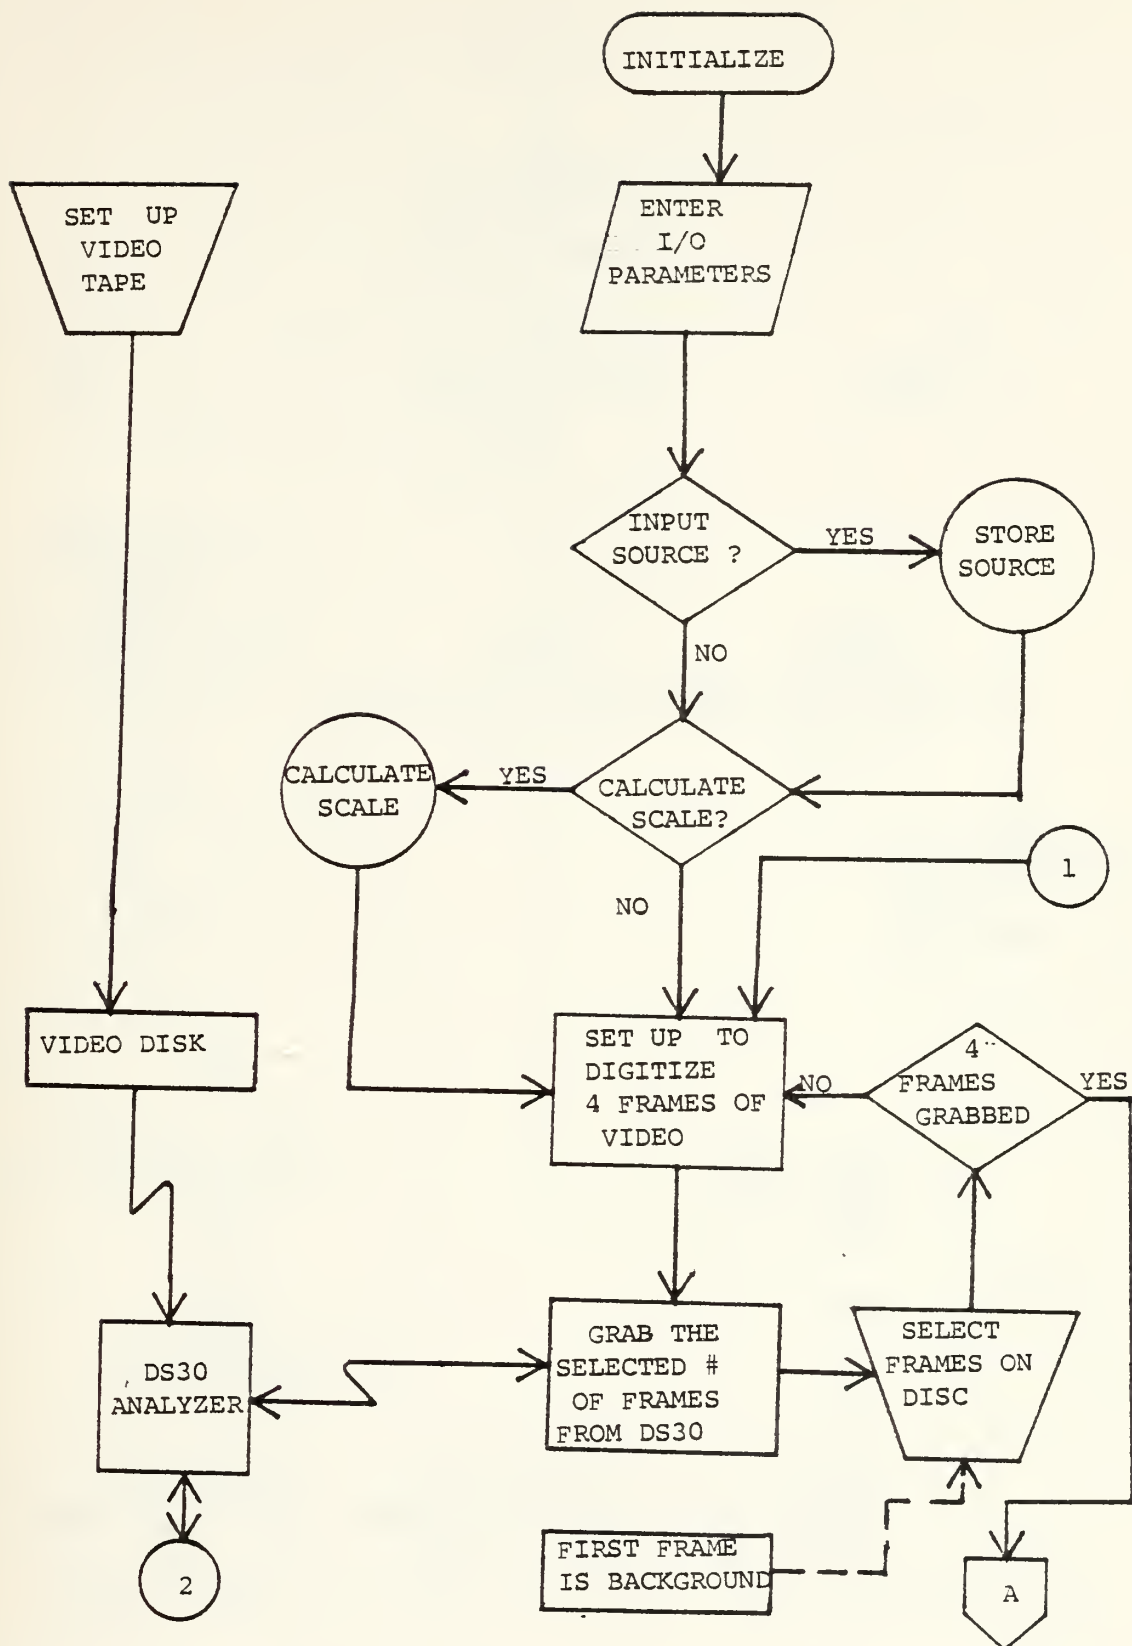 INITIALIZE
SET UP
VIDEO
TAPE
ENTER
I/O
PARAMETERS
INPUT
SOURCE ?
YES
STORE
SOURCE
NO
CALCULATE
SCALE
YES
CALCULATE
SCALE?
NO
1
VIDEO DISK
SET UP TO
DIGITIZE
4 FRAMES OF
VIDEO
NO
4
FRAMES
GRABBED
YES
DS30
ANALYZER
GRAB THE
SELECTED #
OF FRAMES
FROM DS30
SELECT
FRAMES ON
DISC
2
FIRST FRAME
IS BACKGROUND
A